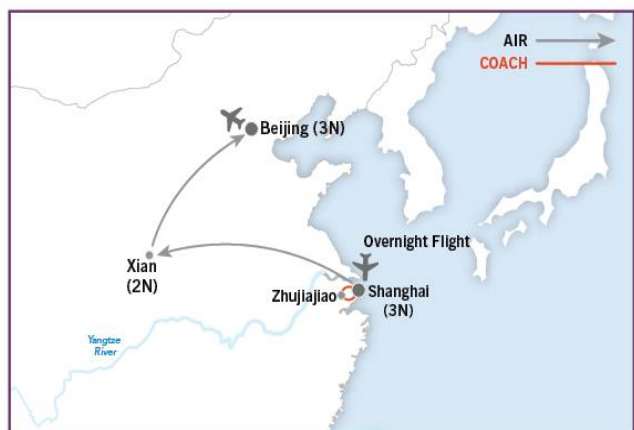 AIR
COACH
Beijing (3N)
Overnight Flight
Xian
(2N)
Zhujiajiao
Shanghai
(3N)
Yangtze
River